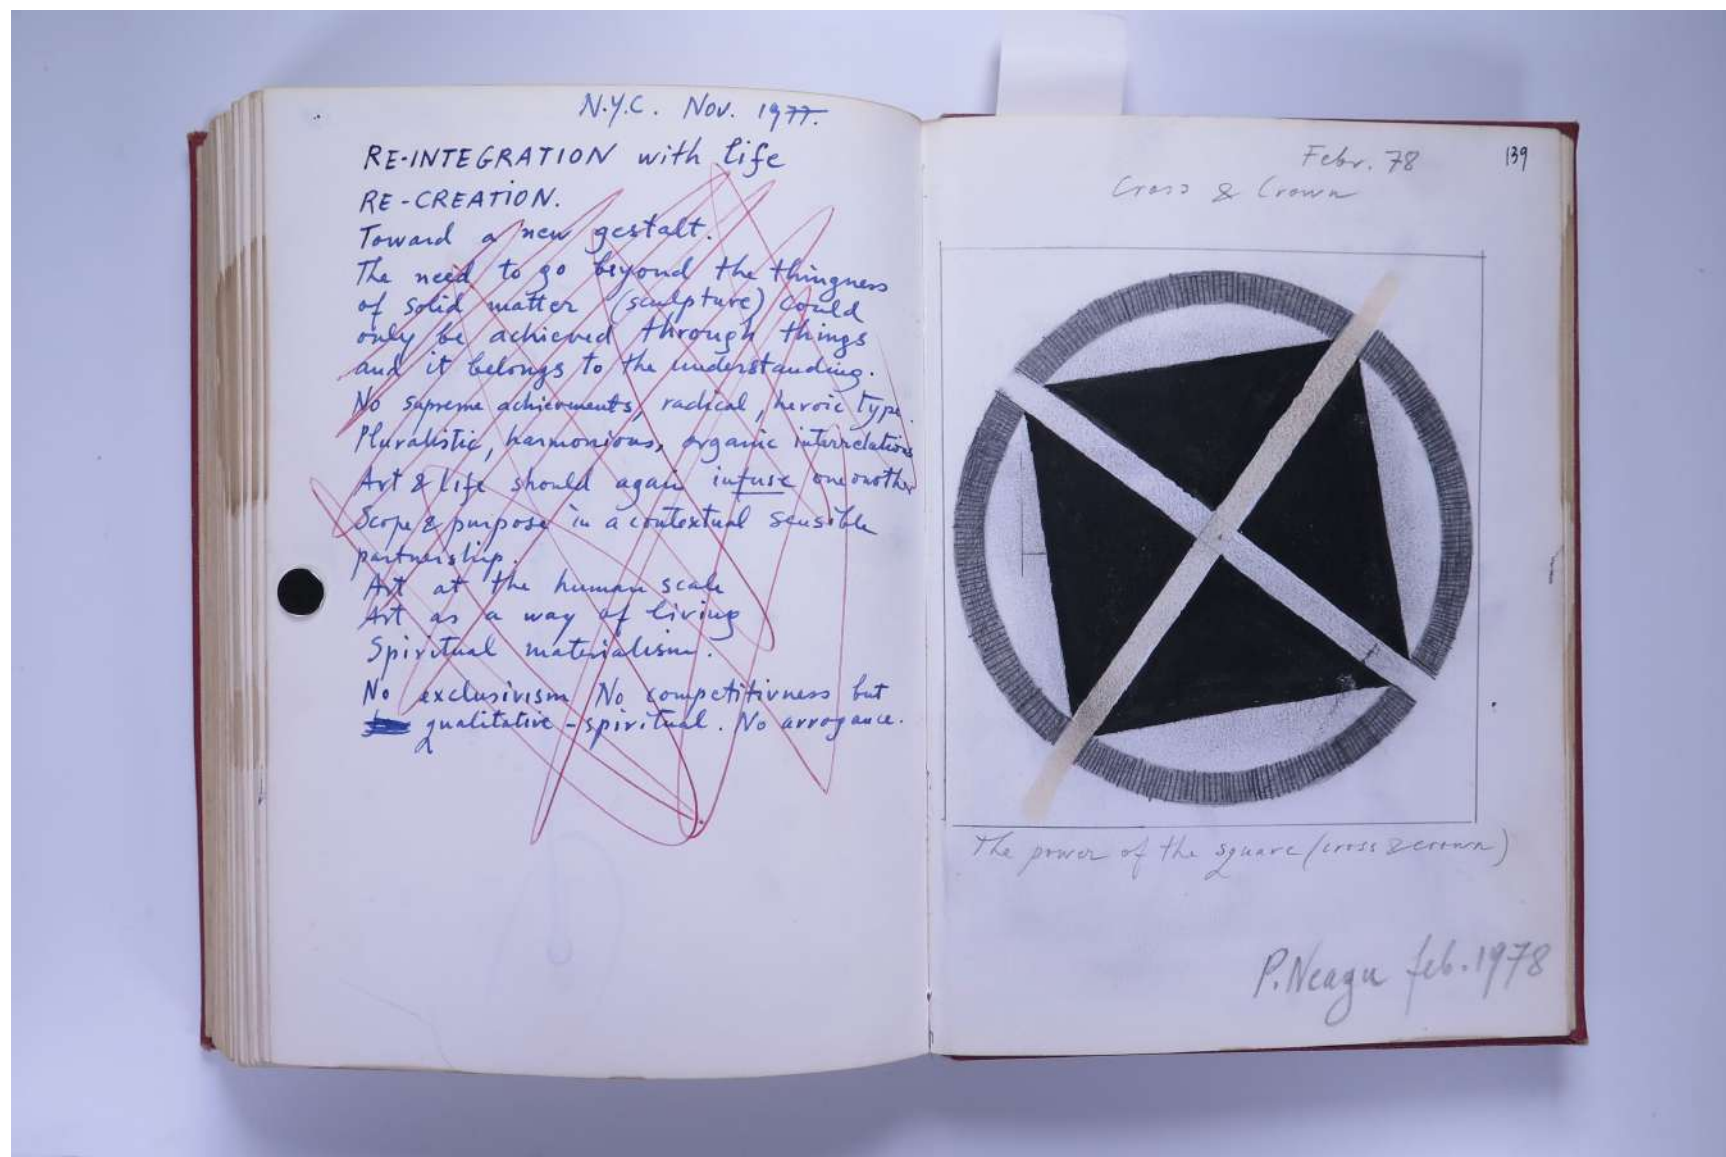 N.Y.C. Nov. 1977.
RE-INTEGRATION with life
RE-CREATION.
Toward a new gestalt.
The need to go beyond the thingness
of solid matter (sculpture) could
only be achieved through things
and it belongs to the understanding.
No supreme achievements, radical, heroic type.
Pluralistic, harmonious, organic interrelations
Art & life should again infuse oneonother
Scope & purpose in a contextual sensible
partnership.
Art at the human scale
Art as a way of living
Spiritual materialism.
No exclusivism, No competitivness but
qualitative - spiritual. No arrogance.
Febr. 78
139
Cross & Crown
The power of the square (cross & crown)
P. Neagu feb. 1978